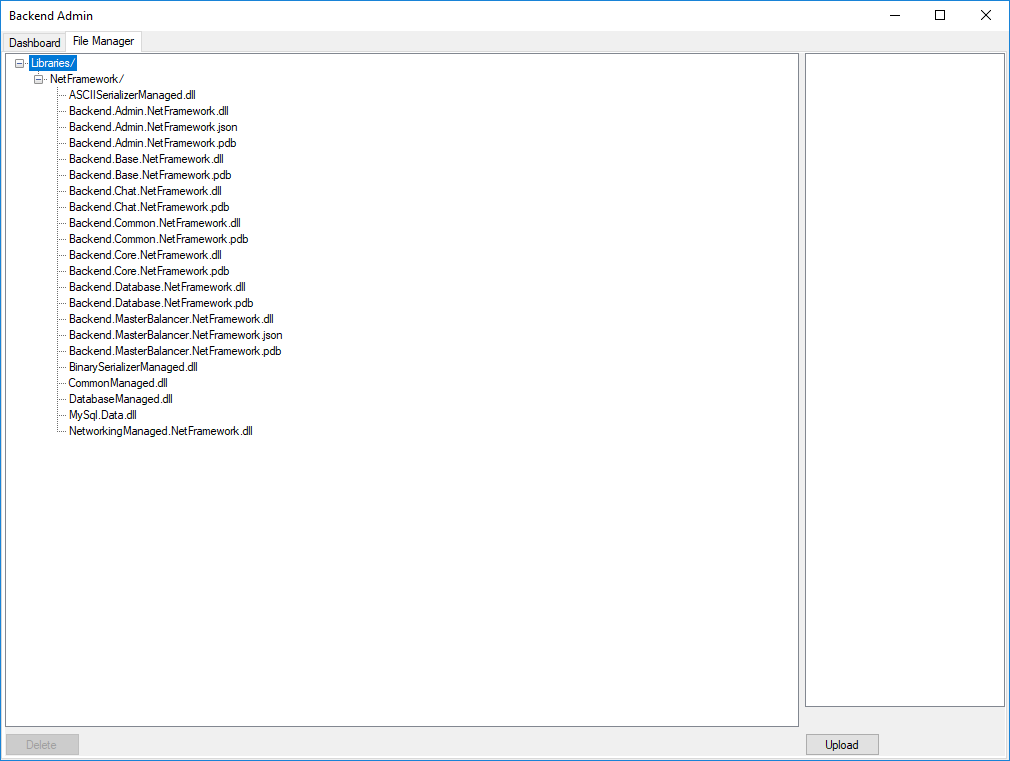 Backend Admin
Dashboard
File Manager
Libraries/
NetFramework/
ASCIISerializerManaged.dll
Backend.Admin.NetFramework.dll
Backend.Admin.NetFramework.json
Backend.Admin.NetFramework.pdb
Backend.Base.NetFramework.dll
Backend.Base.NetFramework.pdb
Backend.Chat.NetFramework.dll
Backend.Chat.NetFramework.pdb
Backend.Common.NetFramework.dll
Backend.Common.NetFramework.pdb
Backend.Core.NetFramework.dll
Backend.Core.NetFramework.pdb
Backend.Database.NetFramework.dll
Backend.Database.NetFramework.pdb
Backend.MasterBalancer.NetFramework.dll
Backend.MasterBalancer.NetFramework.json
Backend.MasterBalancer.NetFramework.pdb
BinarySerializerManaged.dll
CommonManaged.dll
DatabaseManaged.dll
MySql.Data.dll
NetworkingManaged.NetFramework.dll
Delete
Upload